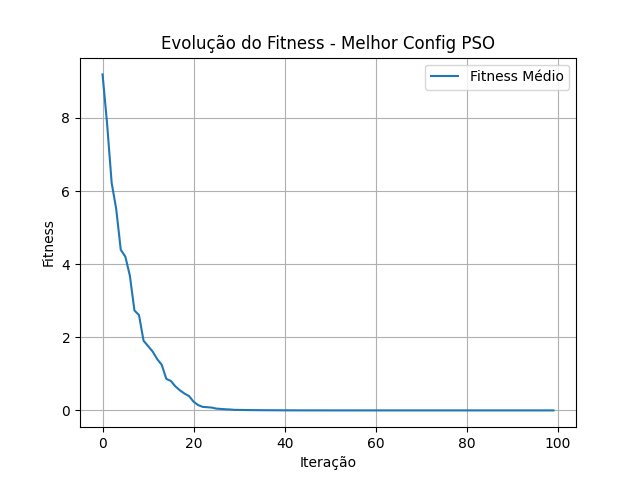 Evolução do Fitness - Melhor Config PSO
Fitness Médio
Fitness
8
6
4
2
0
0 20 40 60 80 100
Iteração